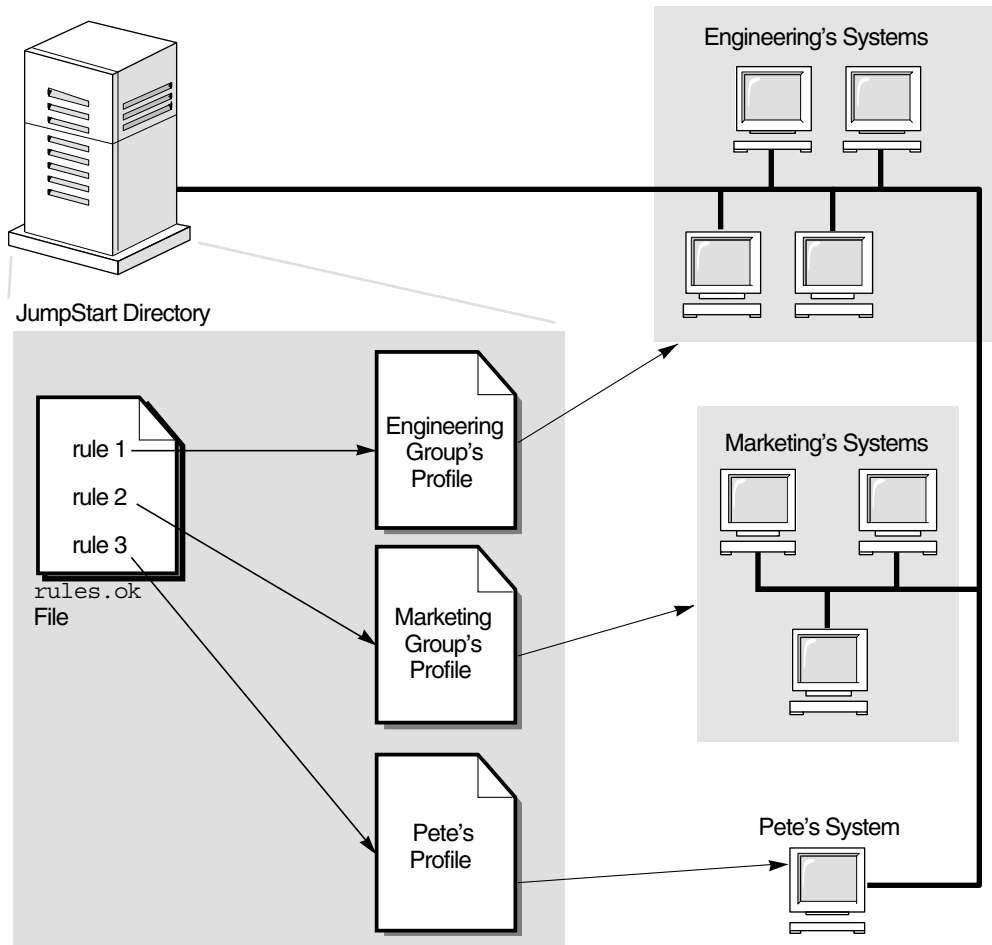 Engineering's Systems
JumpStart Directory
rule 1
rule 2
rule 3
rules.ok
File
Engineering
Group's
Profile
Marketing
Group's
Profile
Pete's
Profile
Marketing's Systems
Pete's System